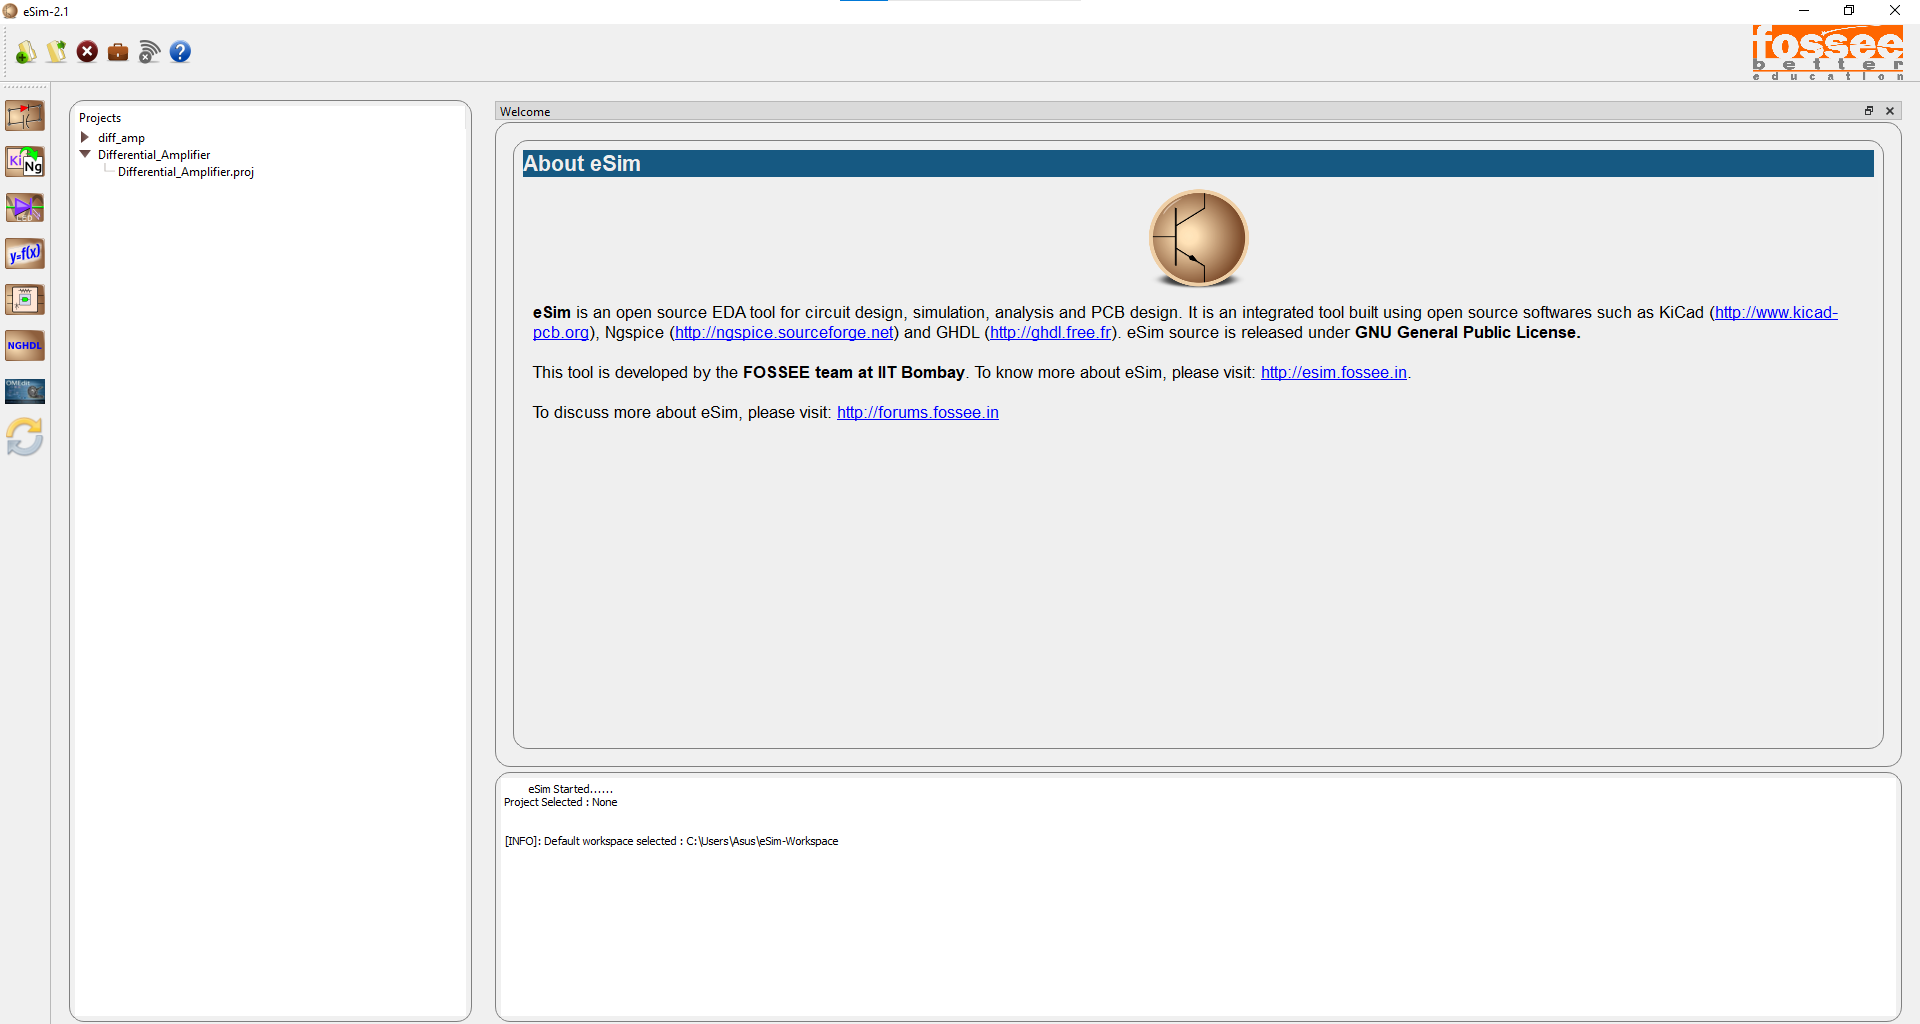 eSim-2.1
fossee
better
education
Projects
diff_amp
Differential_Amplifier
Differential_Amplifier.proj
Ki
Ng
y=f(x)
NGHDL
OMEdit
Welcome
About eSim
eSim is an open source EDA tool for circuit design, simulation, analysis and PCB design. It is an integrated tool built using open source softwares such as KiCad (http://www.kicad-
pcb.org), Ngspice (http://ngspice.sourceforge.net) and GHDL (http://ghdl.free.fr). eSim source is released under GNU General Public License.
This tool is developed by the FOSSEE team at IIT Bombay. To know more about eSim, please visit: http://esim.fossee.in.
To discuss more about eSim, please visit: http://forums.fossee.in
eSim Started......
Project Selected : None
[INFO]: Default workspace selected : C:\Users\Asus\eSim-Workspace